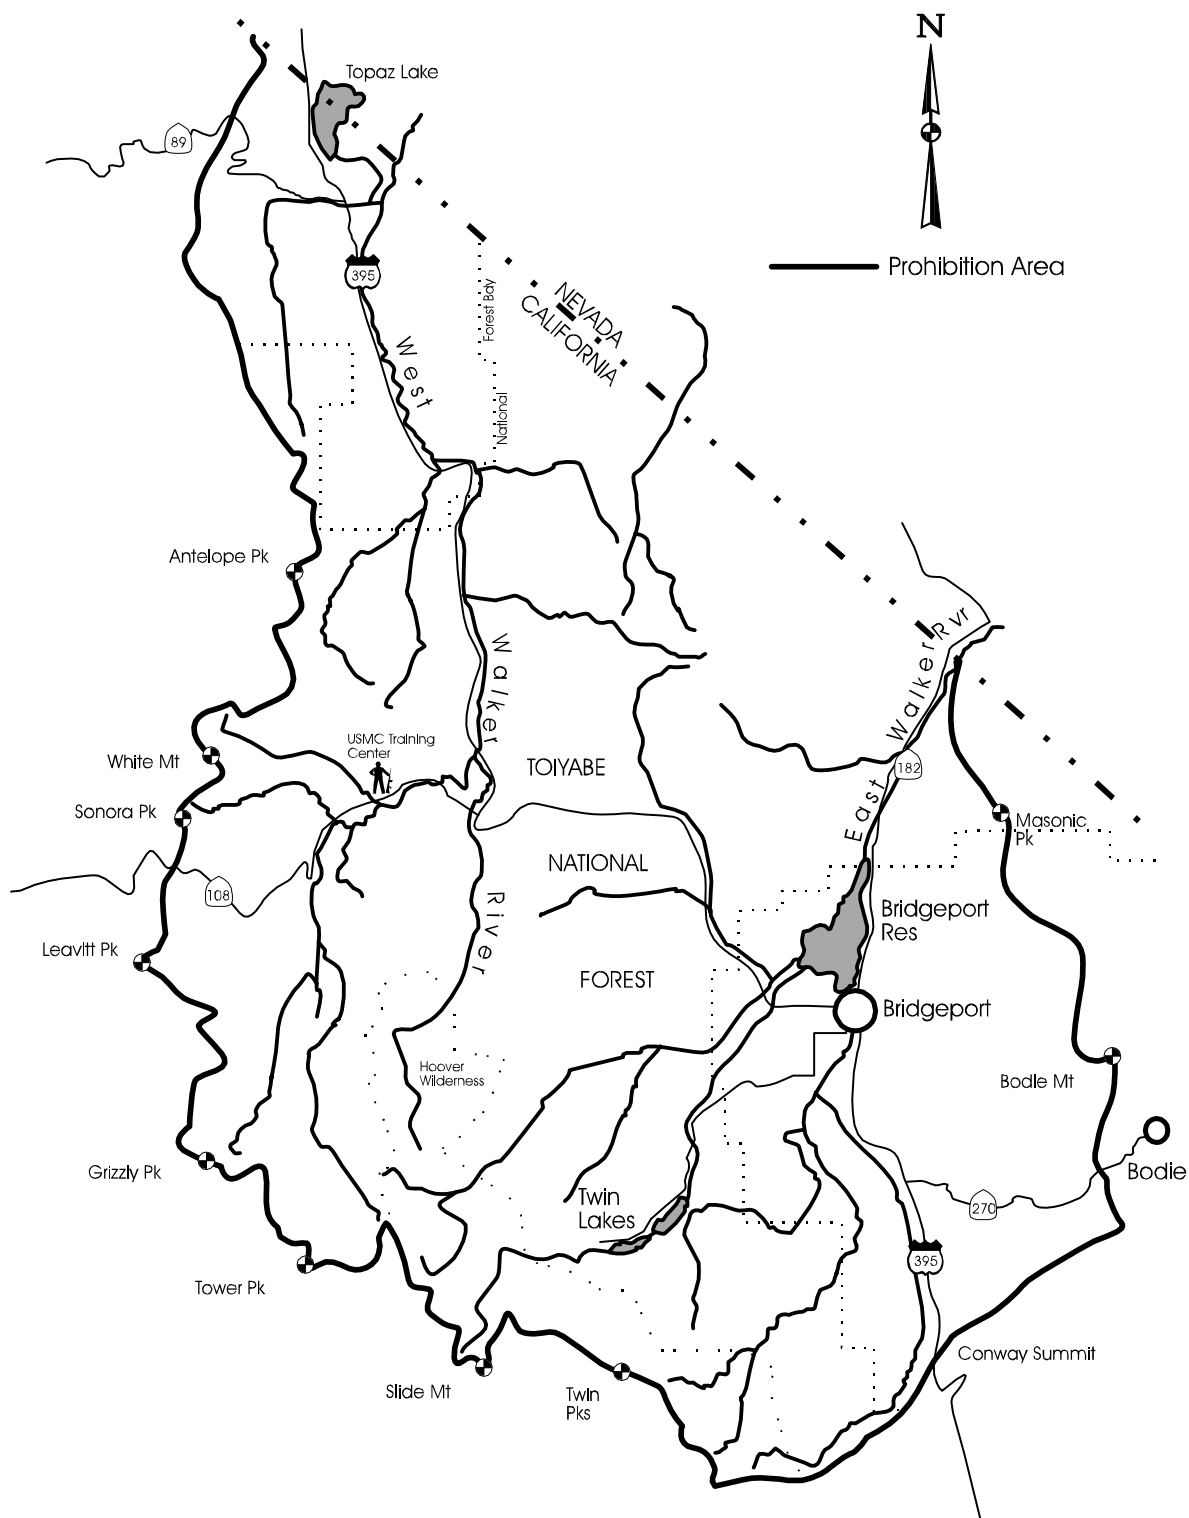 N
Topaz Lake
89
Prohibition Area
395
NEVADA
CALIFORNIA
Forest Bdy
National
West
Antelope Pk
Walker
East Walker Rvr
White Mt
USMC Training
Center
TOIYABE
182
Sonora Pk
Masonic
Pk
NATIONAL
108
River
Bridgeport
Res
Leavitt Pk
FOREST
Bridgeport
Hoover
Wilderness
Bodie Mt
Grizzly Pk
Bodie
Twin
Lakes
270
395
Tower Pk
Conway Summit
Slide Mt
Twin
Pks